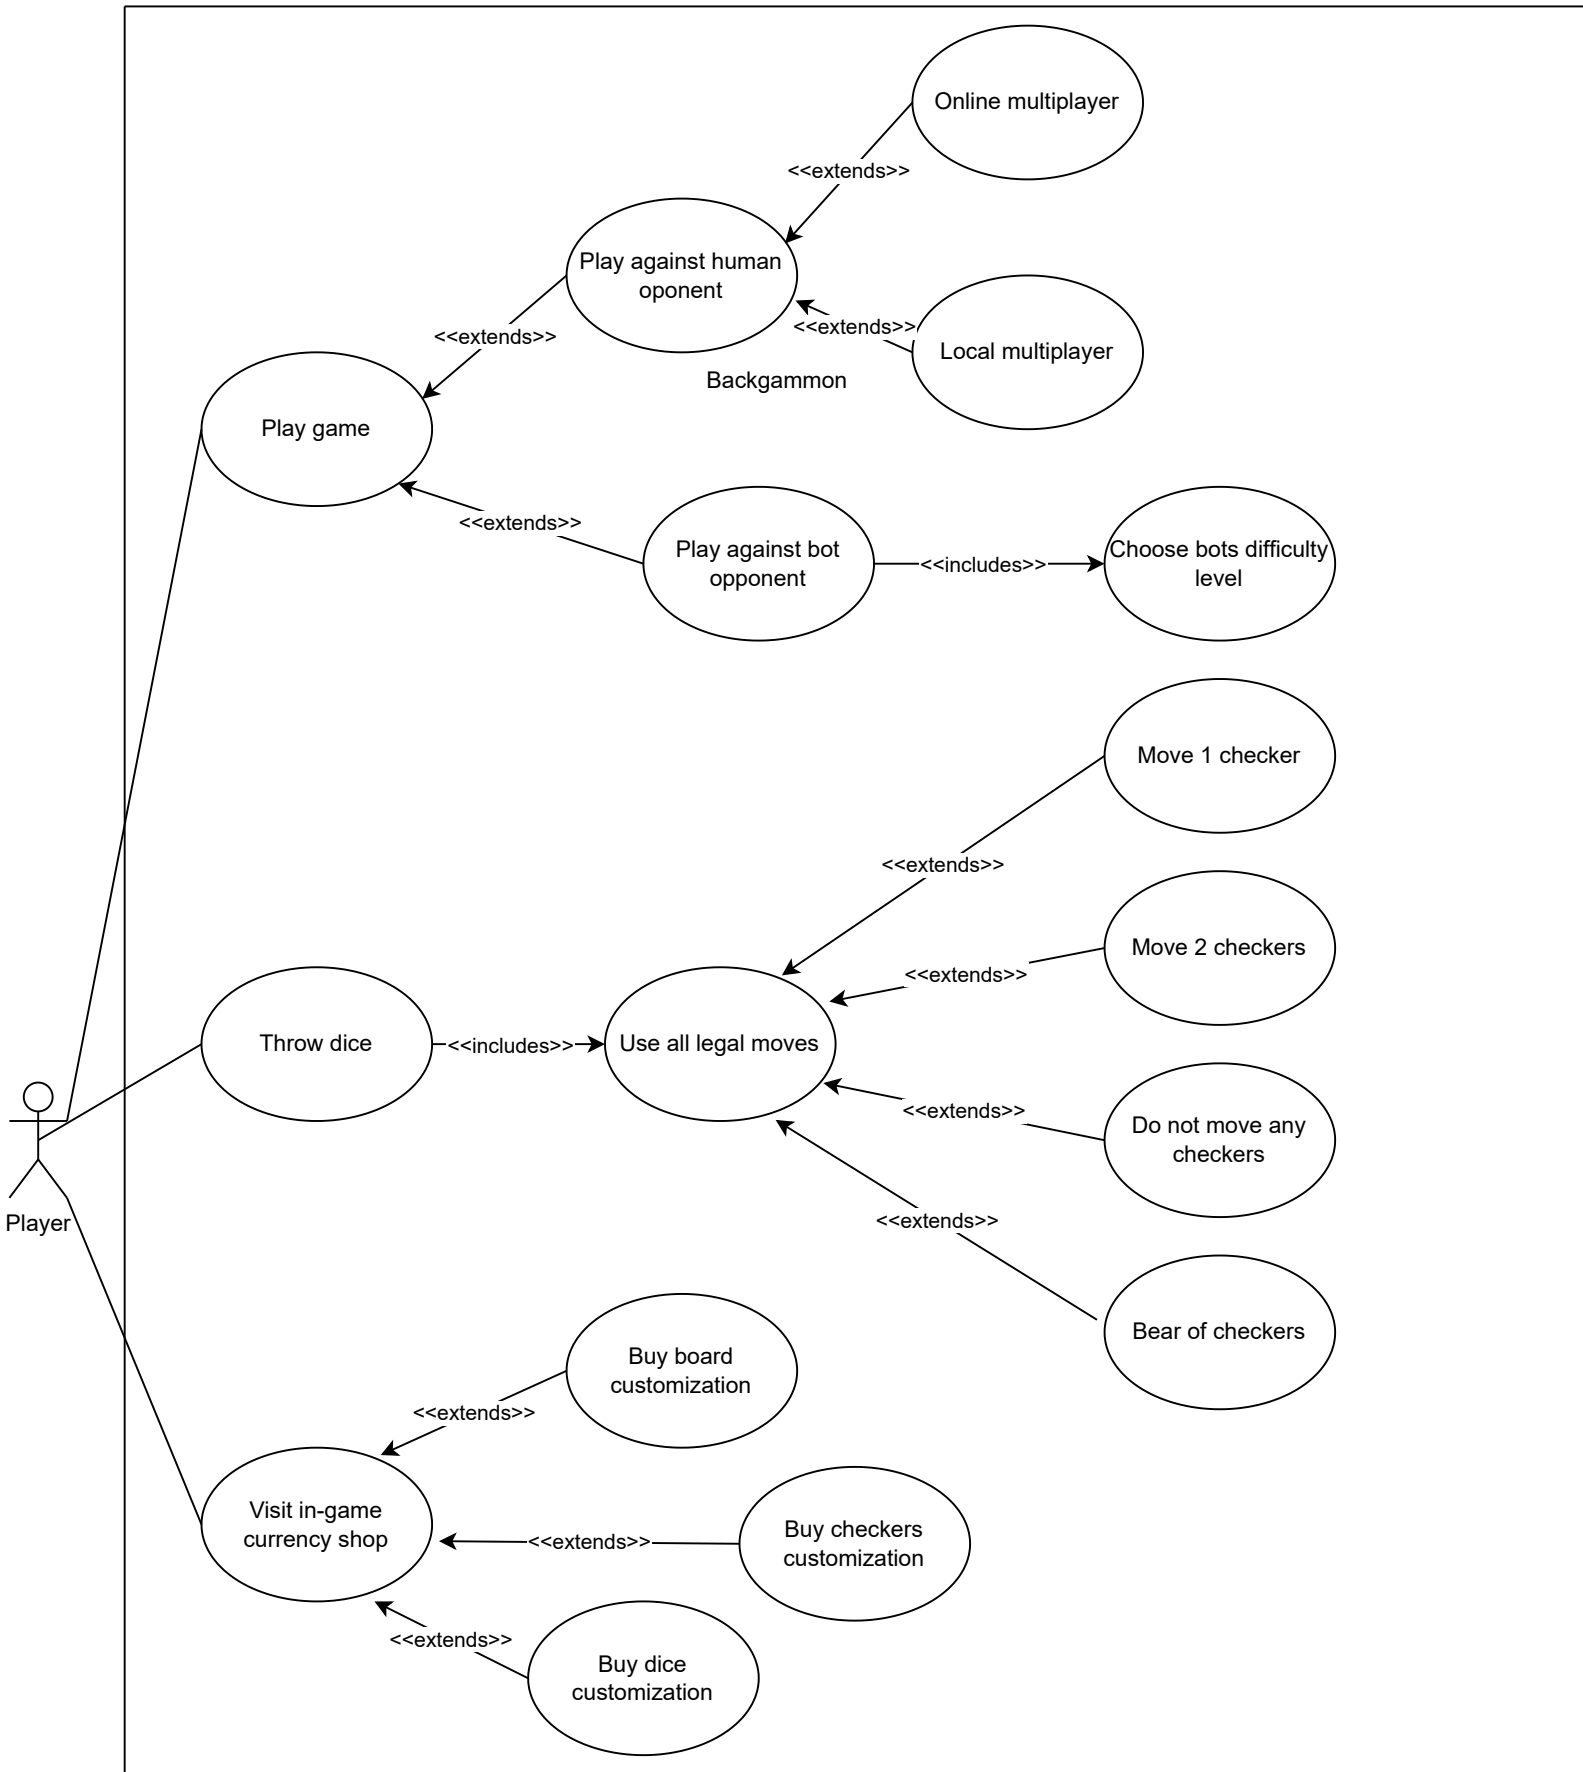 Online multiplayer
<<extends>>
Play against human
oponent
<<extends>>
<<extends>>
Local multiplayer
Backgammon
Play game
<<extends>>
Play against bot
opponent
<<includes>>
Choose bots difficulty
level
Move 1 checker
<<extends>>
Move 2 checkers
<<extends>>
Throw dice
<<includes>>
Use all legal moves
<<extends>>
Do not move any
checkers
Player
<<extends>>
Bear of checkers
Buy board
customization
<<extends>>
Visit in-game
currency shop
<<extends>>
Buy checkers
customization
<<extends>>
Buy dice
customization